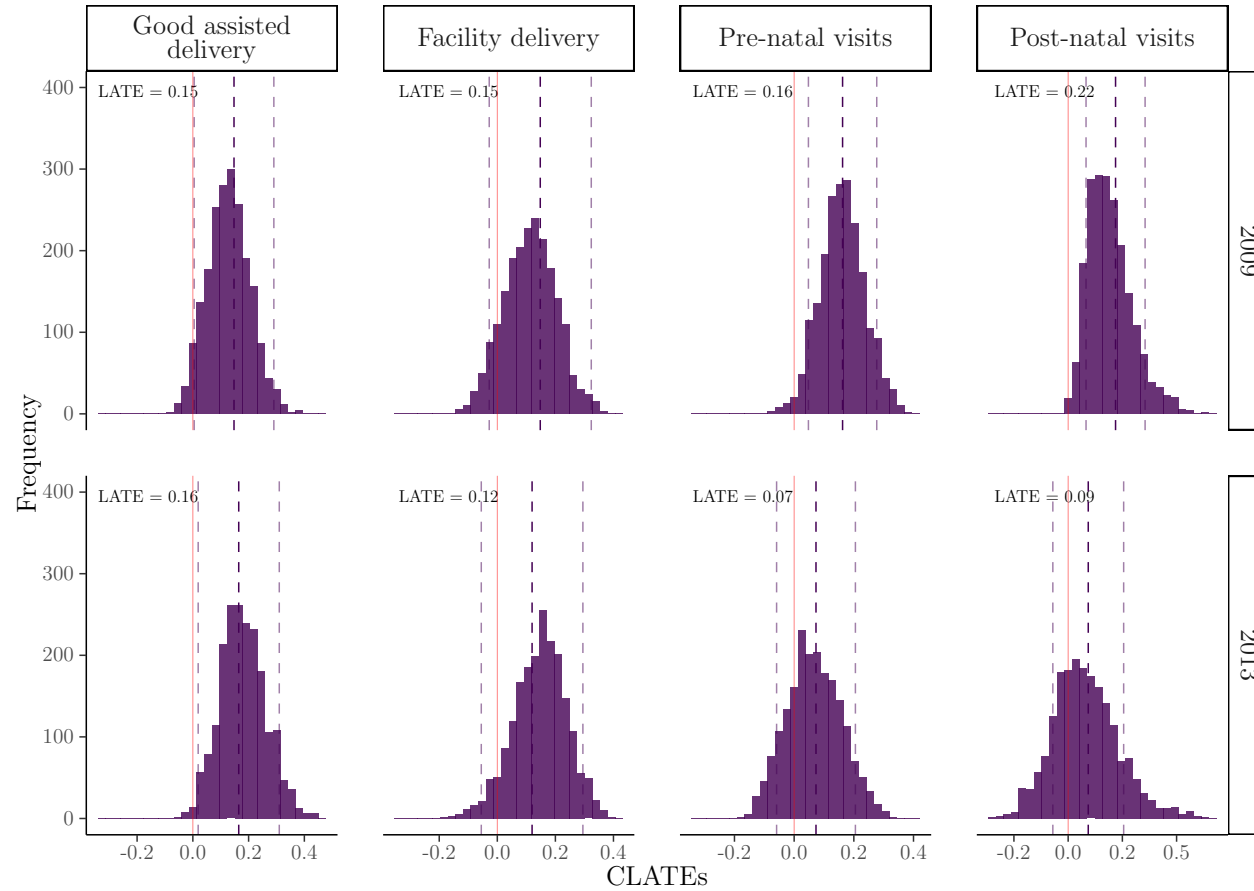 Good assisted
delivery
Facility delivery
Pre-natal visits
Post-natal visits
LATE = 0.15
LATE = 0.15
LATE = 0.16
LATE = 0.22
400
300
200
100
0
2009
Frequency
LATE = 0.16
LATE = 0.12
LATE = 0.07
LATE = 0.09
400
300
200
100
0
2013
-0.2 0.0 0.2 0.4
-0.2 0.0 0.2 0.4
-0.2 0.0 0.2 0.4
0.0 0.2 0.5
CLATEs